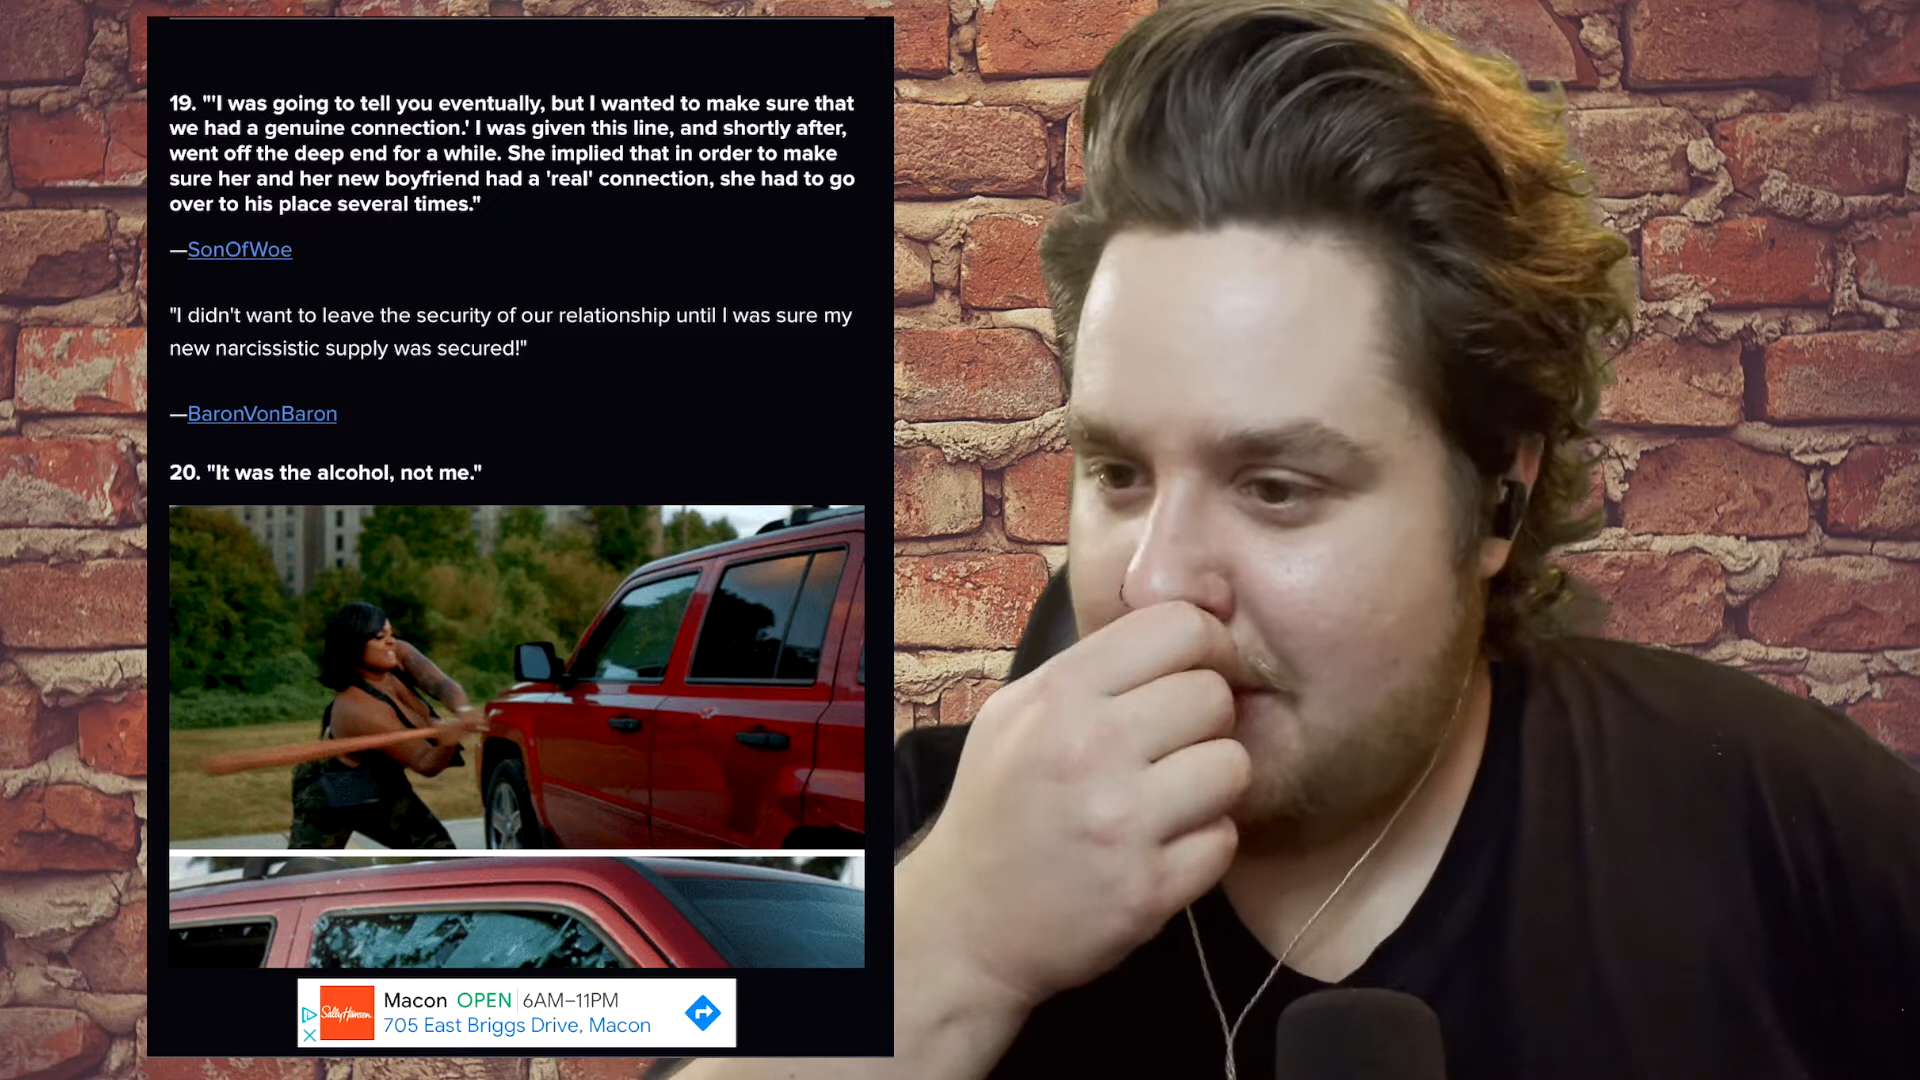 19. "'I was going to tell you eventually, but I wanted to make sure that
we had a genuine connection.' I was given this line, and shortly after,
went off the deep end for a while. She implied that in order to make
sure her and her new boyfriend had a 'real' connection, she had to go
over to his place several times."
—SonOfWoe
"I didn't want to leave the security of our relationship until I was sure my
new narcissistic supply was secured!"
—BaronVonBaron
20. "It was the alcohol, not me."
Sally Hansen
Macon OPEN 6AM–11PM
705 East Briggs Drive, Macon